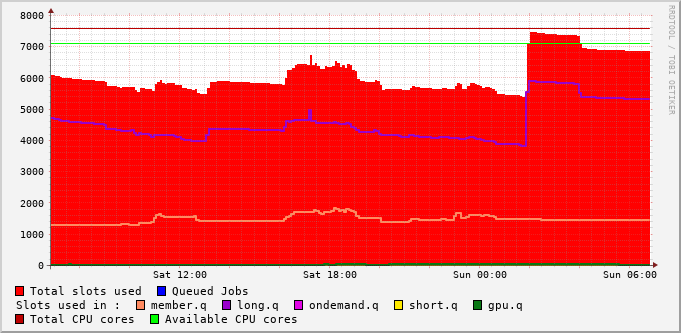 8000
7000
6000
5000
4000
3000
2000
1000
0
Sat 12:00 Sat 18:00 Sun 00:00 Sun 06:00
Total slots used Queued Jobs
Slots used in : member.q long.q ondemand.q short.q gpu.q
Total CPU cores Available CPU cores
RRDTOOL / TOBI OETIKER